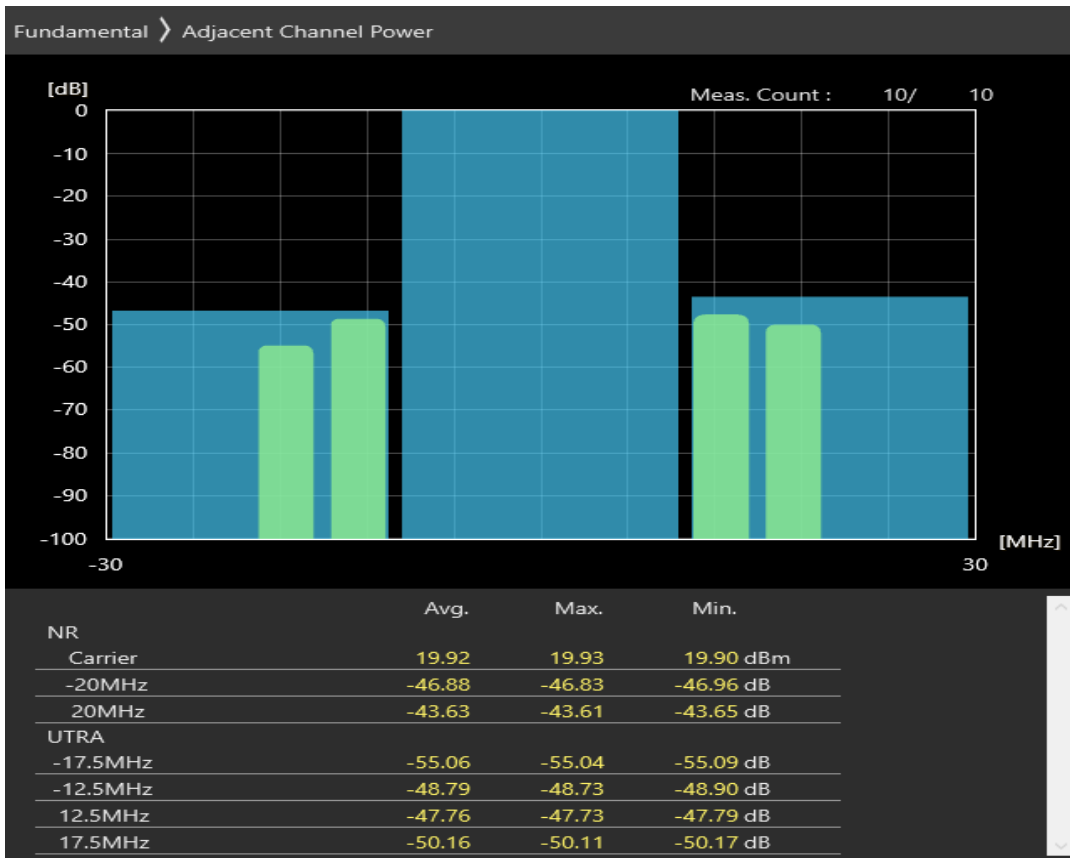 Fundamental 》 Adjacent Channel Power
[dB]
Meas. Count : 10/ 10
0
-10
-20
-30
-40
-50
-60
-70
-80
-90
-100
[MHz]
-30 30
Avg. Max. Min.
NR
Carrier 19.92 19.93 19.90 dBm
-20MHz -46.88 -46.83 -46.96 dB
20MHz -43.63 -43.61 -43.65 dB
UTRA
-17.5MHz -55.06 -55.04 -55.09 dB
-12.5MHz -48.79 -48.73 -48.90 dB
12.5MHz -47.76 -47.73 -47.79 dB
17.5MHz -50.16 -50.11 -50.17 dB